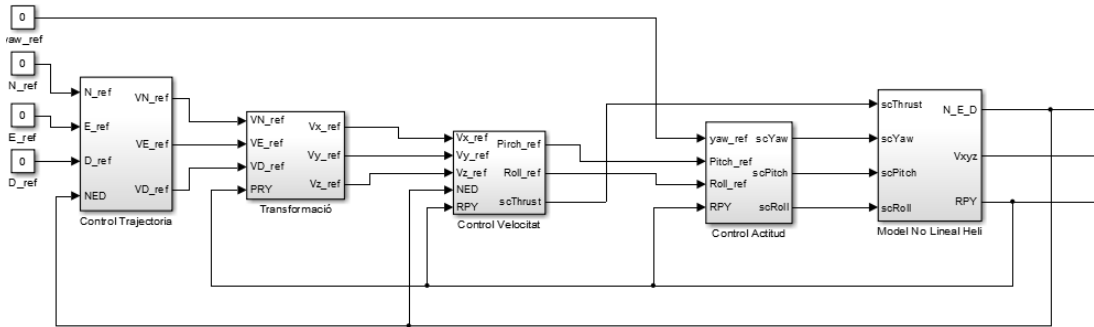 0
yaw_ref
0
N_ref
0
E_ref
0
D_ref
N_ref
E_ref
D_ref
NED
VN_ref
VE_ref
VD_ref
Control Trajectoria
VN_ref
VE_ref
VD_ref
PRY
Vx_ref
Vy_ref
Vz_ref
Transformació
Vx_ref
Vy_ref
Vz_ref
NED
RPY
Pirch_ref
Roll_ref
scThrust
Control Velocitat
yaw_ref
Pitch_ref
Roll_ref
RPY
scYaw
scPitch
scRoll
Control Actitud
scThrust
scYaw
scPitch
scRoll
N_E_D
Vxyz
RPY
Model No Lineal Heli